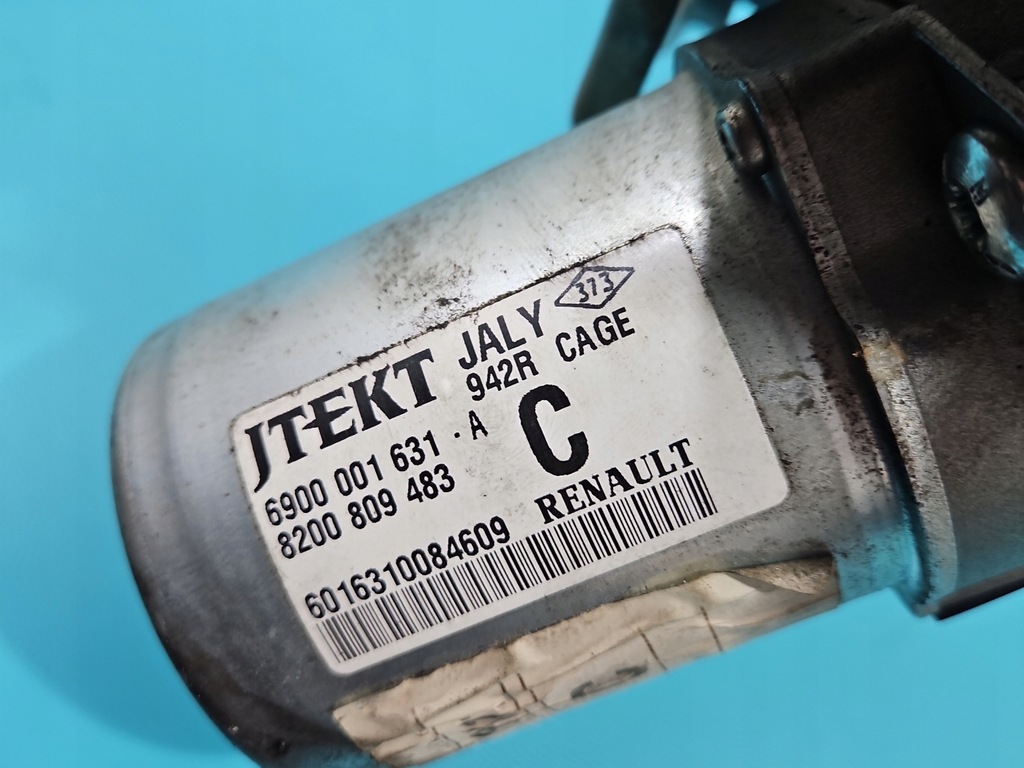 JTEKT JALY 373
942R CAGE
6900 001 631 · A C
8200 809 483
RENAULT
6016310084609